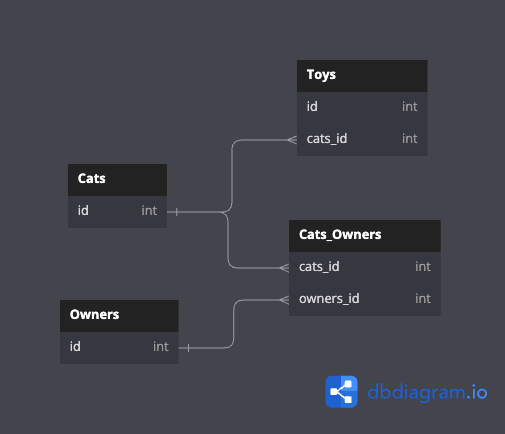 Toys
id int
cats_id int
Cats
id int
Cats_Owners
cats_id int
owners_id int
Owners
id int
dbdiagram.io